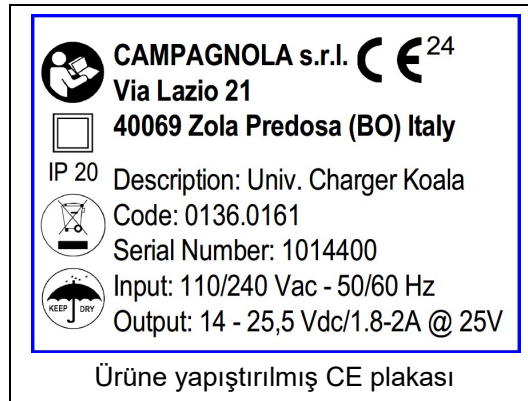 CAMPAGNOLA s.r.l. CE 24
Via Lazio 21
40069 Zola Predosa (BO) Italy
IP 20
Description: Univ. Charger Koala
Code: 0136.0161
Serial Number: 1014400
Input: 110/240 Vac - 50/60 Hz
KEEP DRY
Output: 14 - 25,5 Vdc/1.8-2A @ 25V
Ürüne yapıştırılmış CE plakası